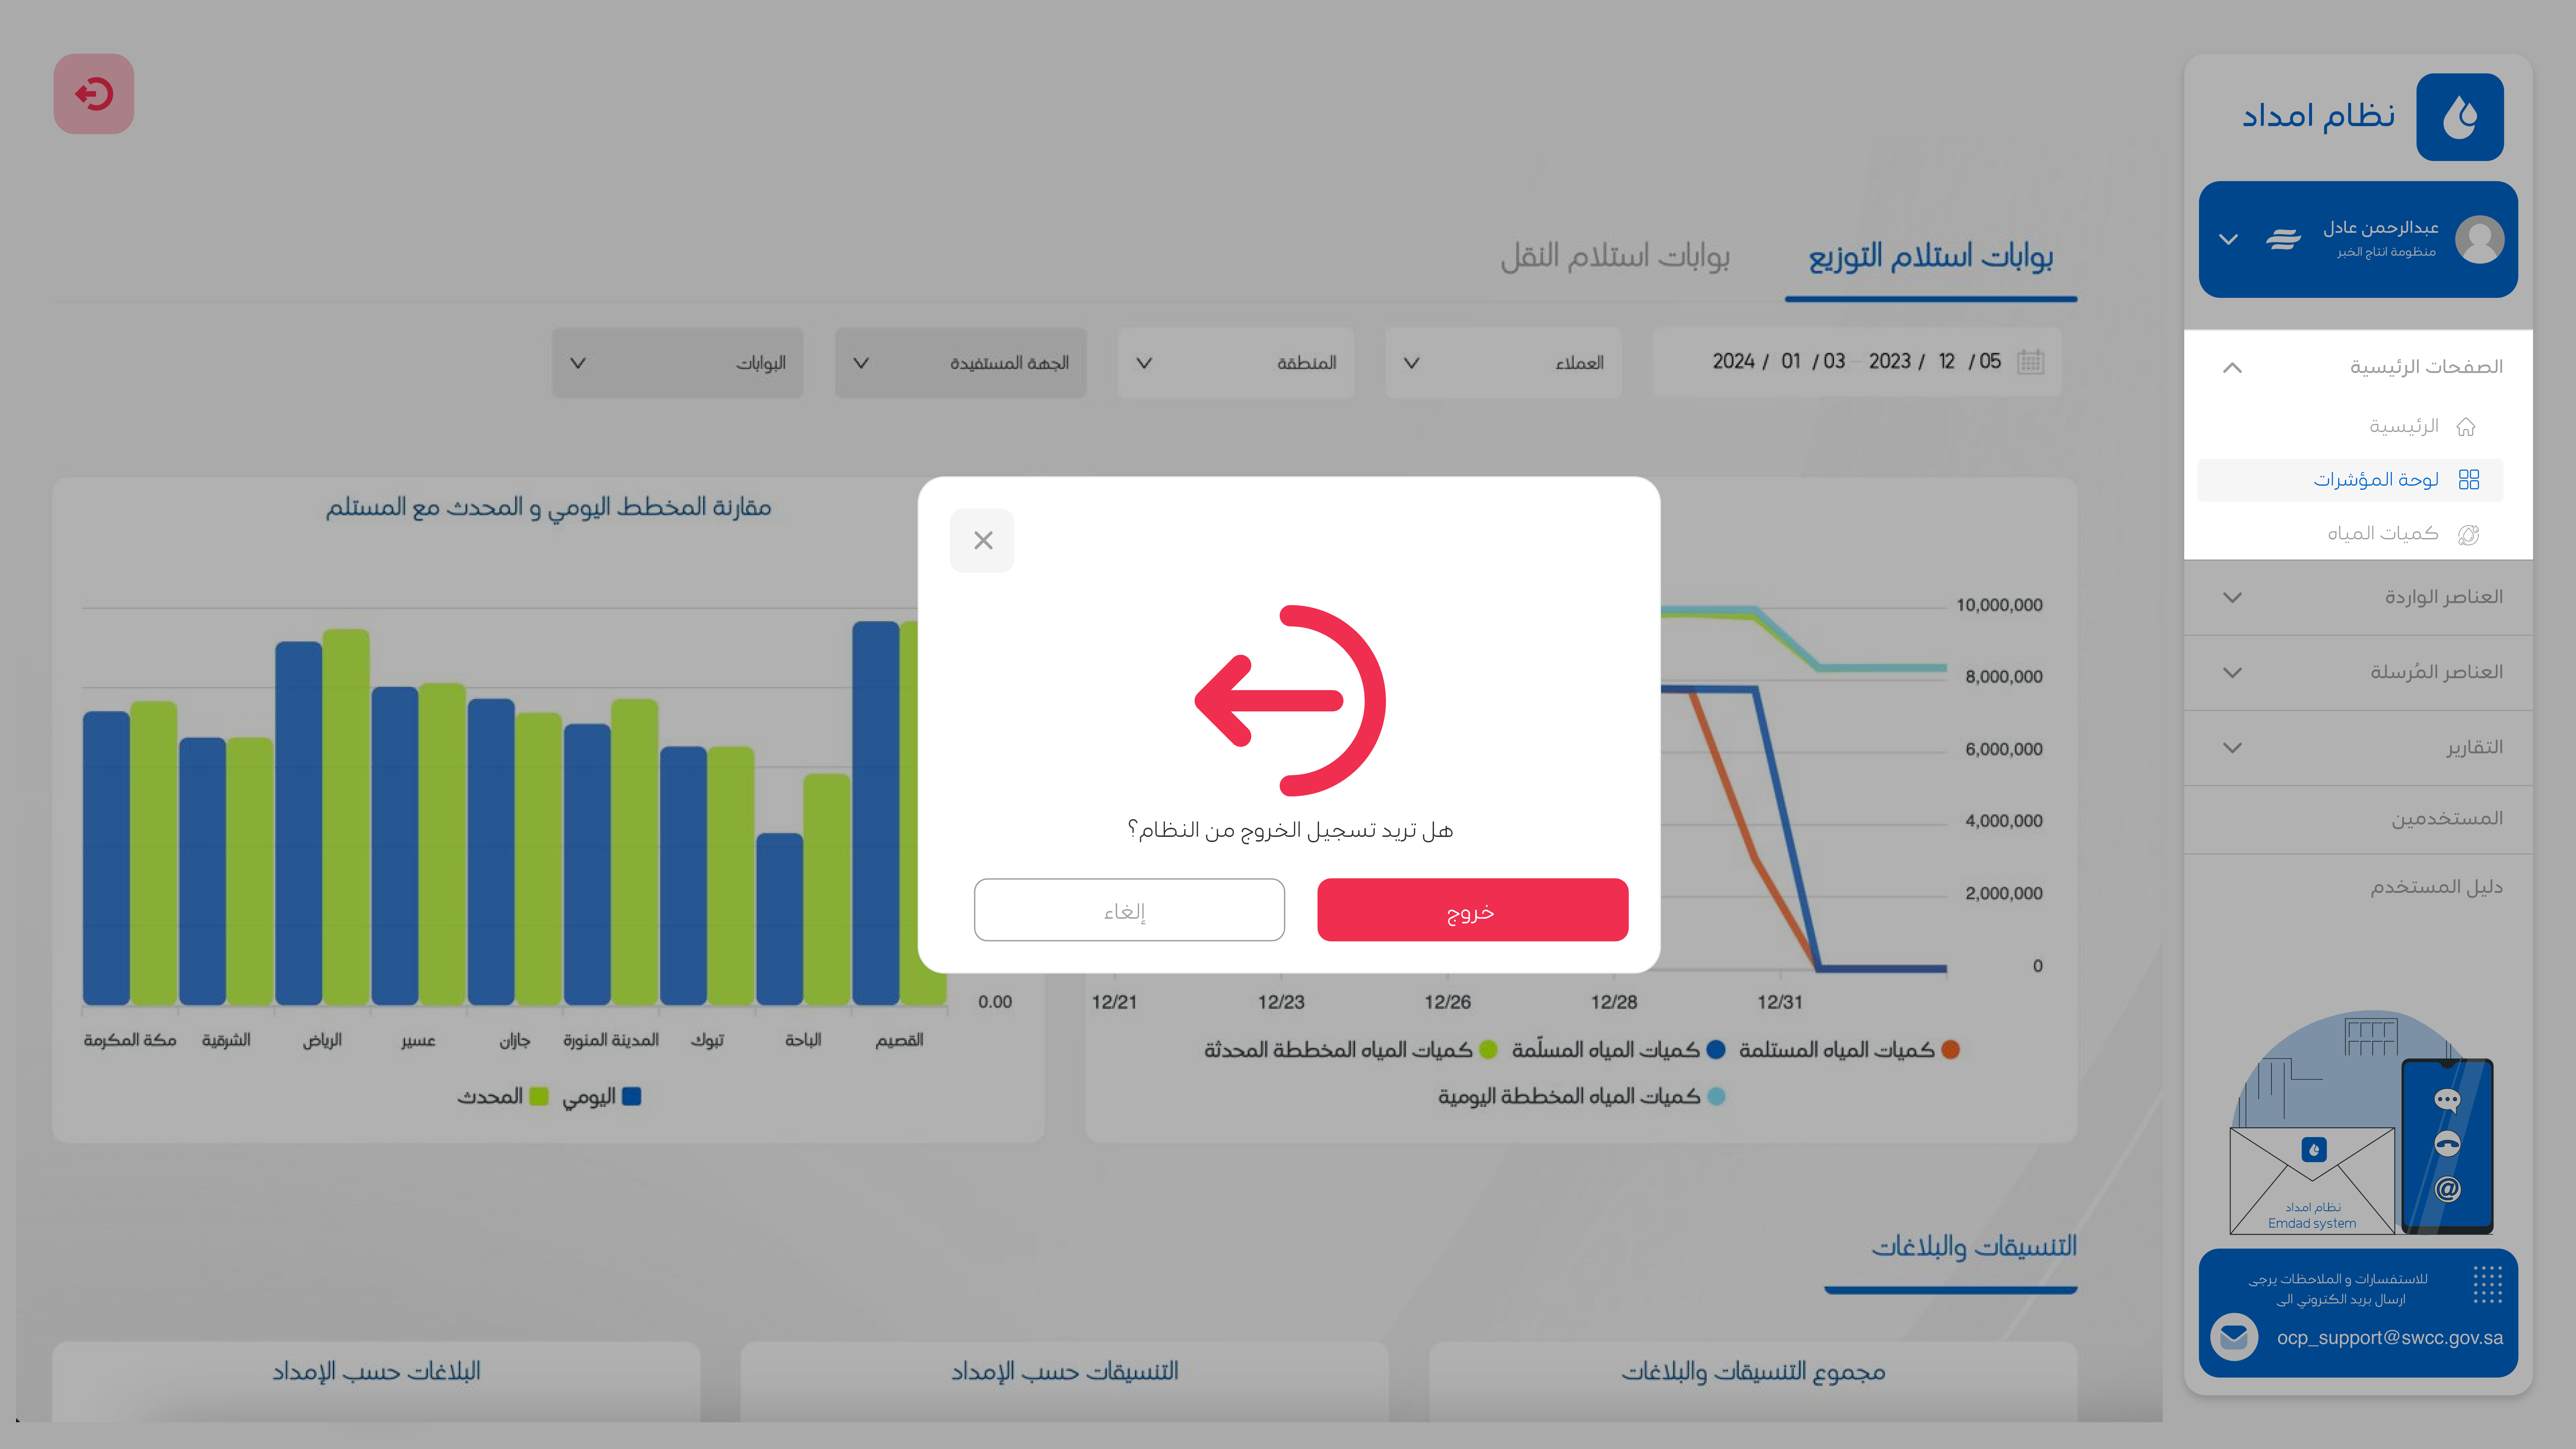 نظام امداد
عبدالرحمن عادل
منظومة انتاج الخبر
الصفحات الرئيسية
الرئيسية
لوحة المؤشرات
كميات المياه
العناصر الواردة
العناصر المُرسلة
التقارير
المستخدمين
دليل المستخدم
نظام امداد
Emdad system
للاستفسارات و الملاحظات يرجى
ارسال بريد الكتروني الى
ocp_support@swcc.gov.sa
بوابات استلام التوزيع
بوابات استلام النقل
2024 / 01 / 03 – 2023 / 12 / 05
العملاء
المنطقة
الجهة المستفيدة
البوابات
10,000,000
8,000,000
6,000,000
4,000,000
2,000,000
0
12/21 12/23 12/26 12/28 12/31
كميات المياه المستلمة كميات المياه المسلّمة كميات المياه المخططة المحدثة
كميات المياه المخططة اليومية
مقارنة المخطط اليومي و المحدث مع المستلم
0.00
القصيم الباحة تبوك المدينة المنورة جازان عسير الرياض الشرقية مكة المكرمة
اليومي المحدث
هل تريد تسجيل الخروج من النظام؟
خروج
إلغاء
التنسيقات والبلاغات
مجموع التنسيقات والبلاغات
التنسيقات حسب الإمداد
البلاغات حسب الإمداد